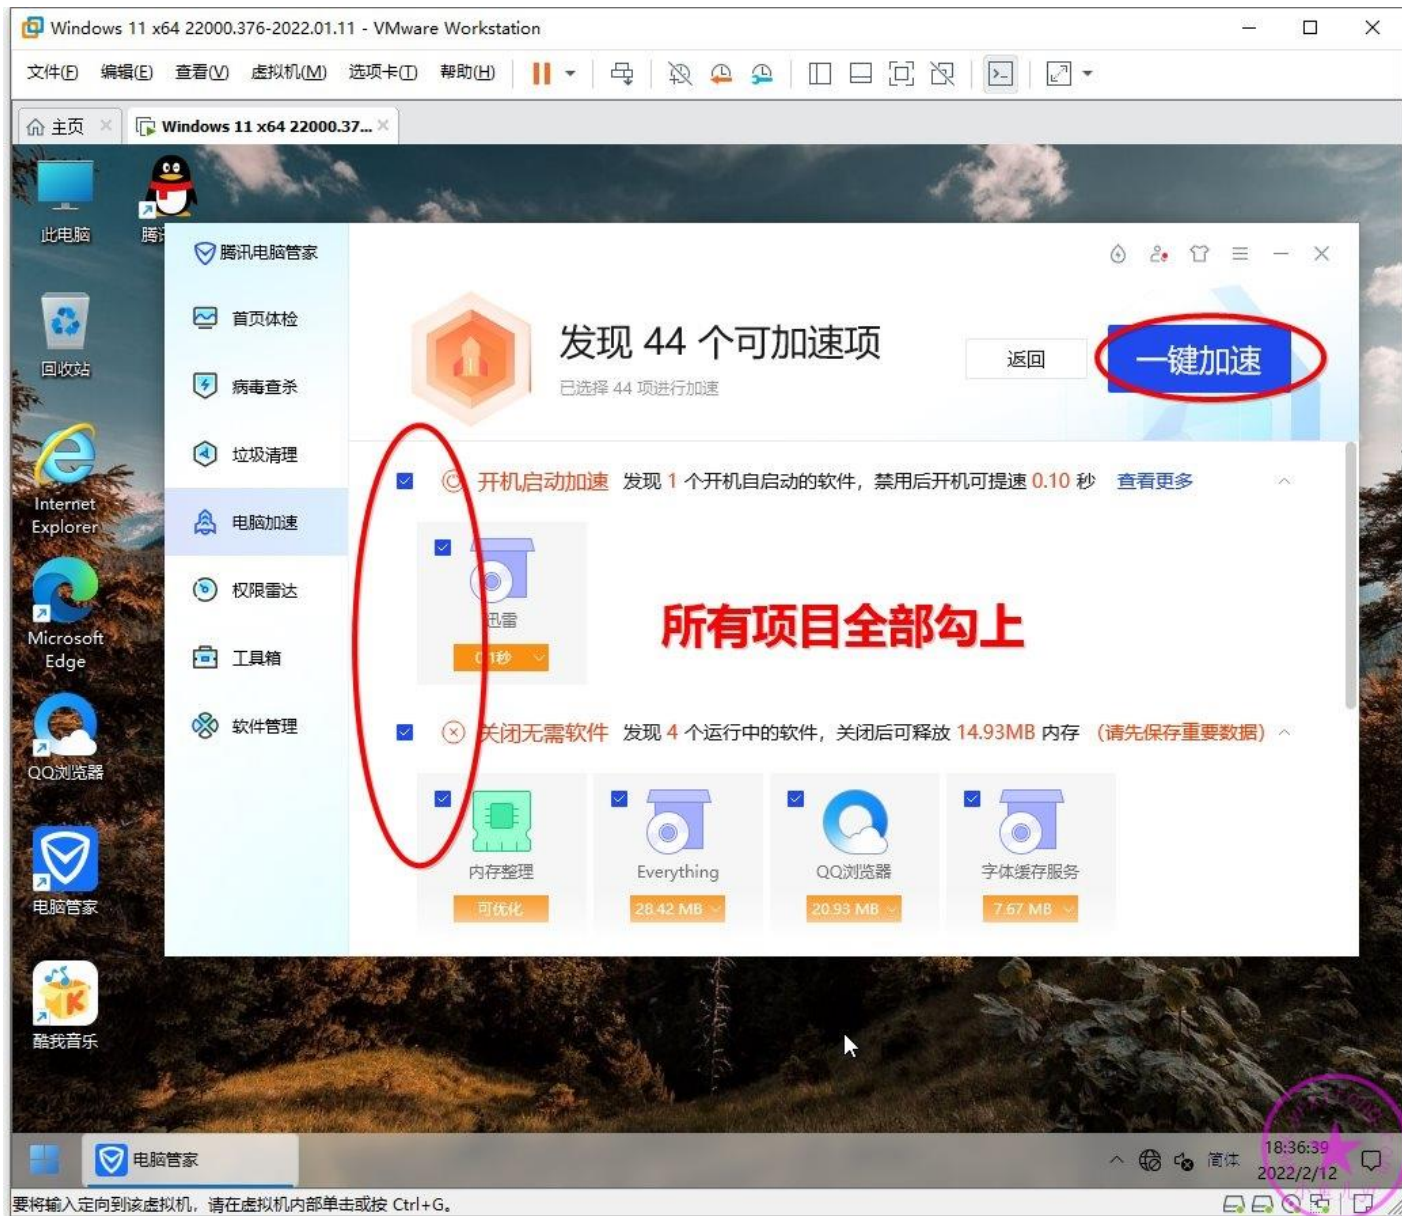 Windows 11 x64 22000.376-2022.01.11 - VMware Workstation
文件(F) 编辑(E) 查看(V) 虚拟机(M) 选项卡(T) 帮助(H)
主页 Windows 11 x64 22000.37...
此电脑
腾讯
回收站
Internet
Explorer
Microsoft
Edge
QQ浏览器
电脑管家
酷我音乐
腾讯电脑管家
首页体检
病毒查杀
垃圾清理
电脑加速
权限雷达
工具箱
软件管理
发现 44 个可加速项
已选择 44 项进行加速
返回
一键加速
开机启动加速 发现 1 个开机自启动的软件，禁用后开机可提速 0.10 秒 查看更多
迅雷
0.1秒
所有项目全部勾上
关闭无需软件 发现 4 个运行中的软件，关闭后可释放 14.93MB 内存 (请先保存重要数据)
内存整理 Everything QQ浏览器 字体缓存服务
可优化 28.42 MB 20.93 MB 7.67 MB
电脑管家
简体
18:36:39
2022/2/12
要将输入定向到该虚拟机，请在虚拟机内部单击或按 Ctrl+G。